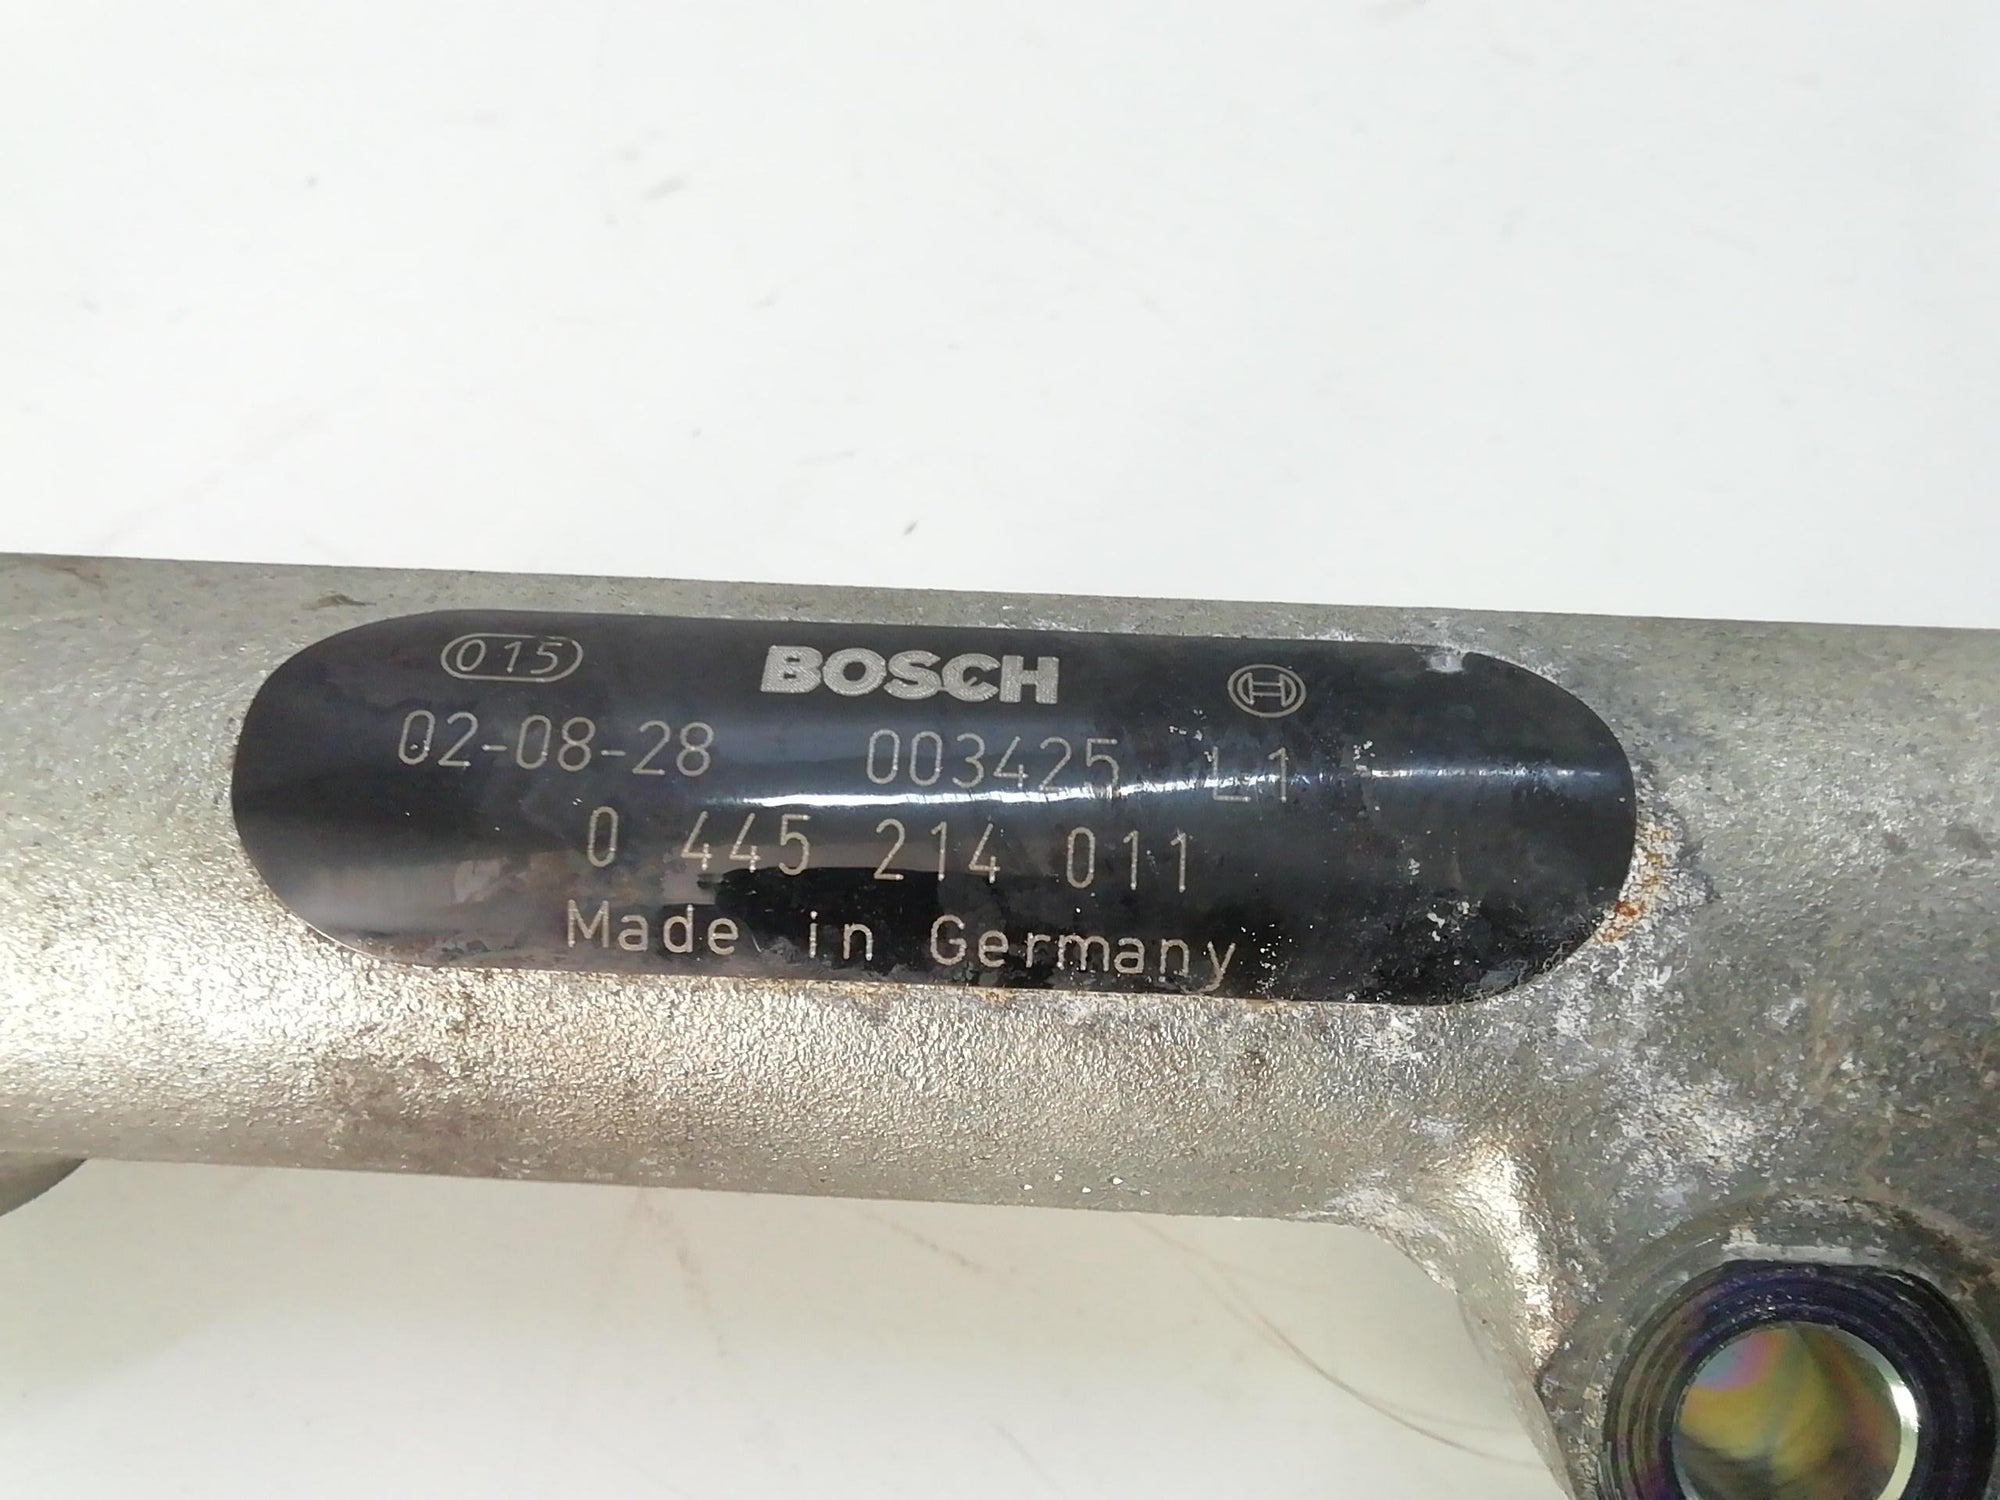 015 BOSCH
02-08-28 003425 L1
0 445 214 011
Made in Germany